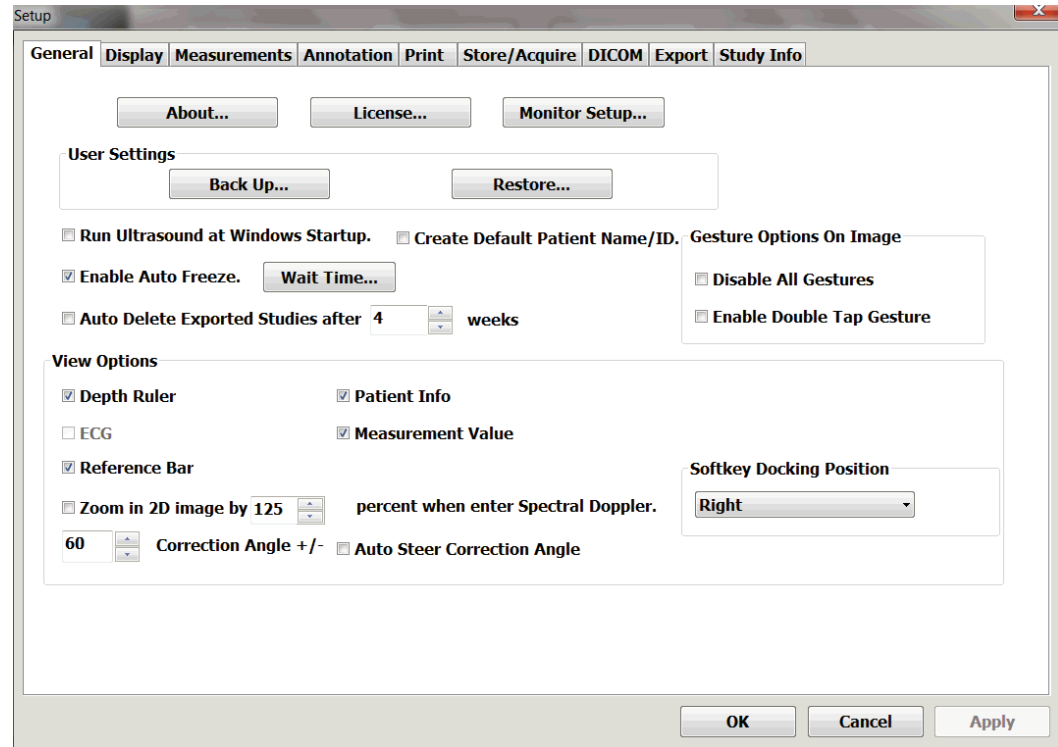 Setup
General Display Measurements Annotation Print Store/Acquire DICOM Export Study Info
About... License... Monitor Setup...
User Settings
Back Up... Restore...
Run Ultrasound at Windows Startup. Create Default Patient Name/ID. Gesture Options On Image
Enable Auto Freeze. Wait Time... Disable All Gestures
Auto Delete Exported Studies after 4 weeks Enable Double Tap Gesture
View Options
Depth Ruler Patient Info
ECG Measurement Value
Reference Bar Softkey Docking Position
Zoom in 2D image by 125 percent when enter Spectral Doppler. Right
60 Correction Angle +/- Auto Steer Correction Angle
OK Cancel Apply